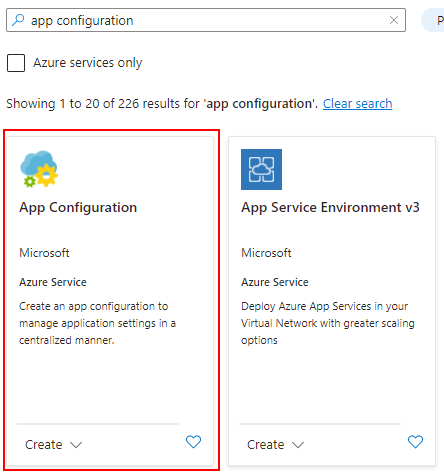 app configuration
P
Azure services only
Showing 1 to 20 of 226 results for 'app configuration'. Clear search
App Configuration
Microsoft
Azure Service
Create an app configuration to
manage application settings in a
centralized manner.
Create
App Service Environment v3
Microsoft
Azure Service
Deploy Azure App Services in your
Virtual Network with greater scaling
options
Create